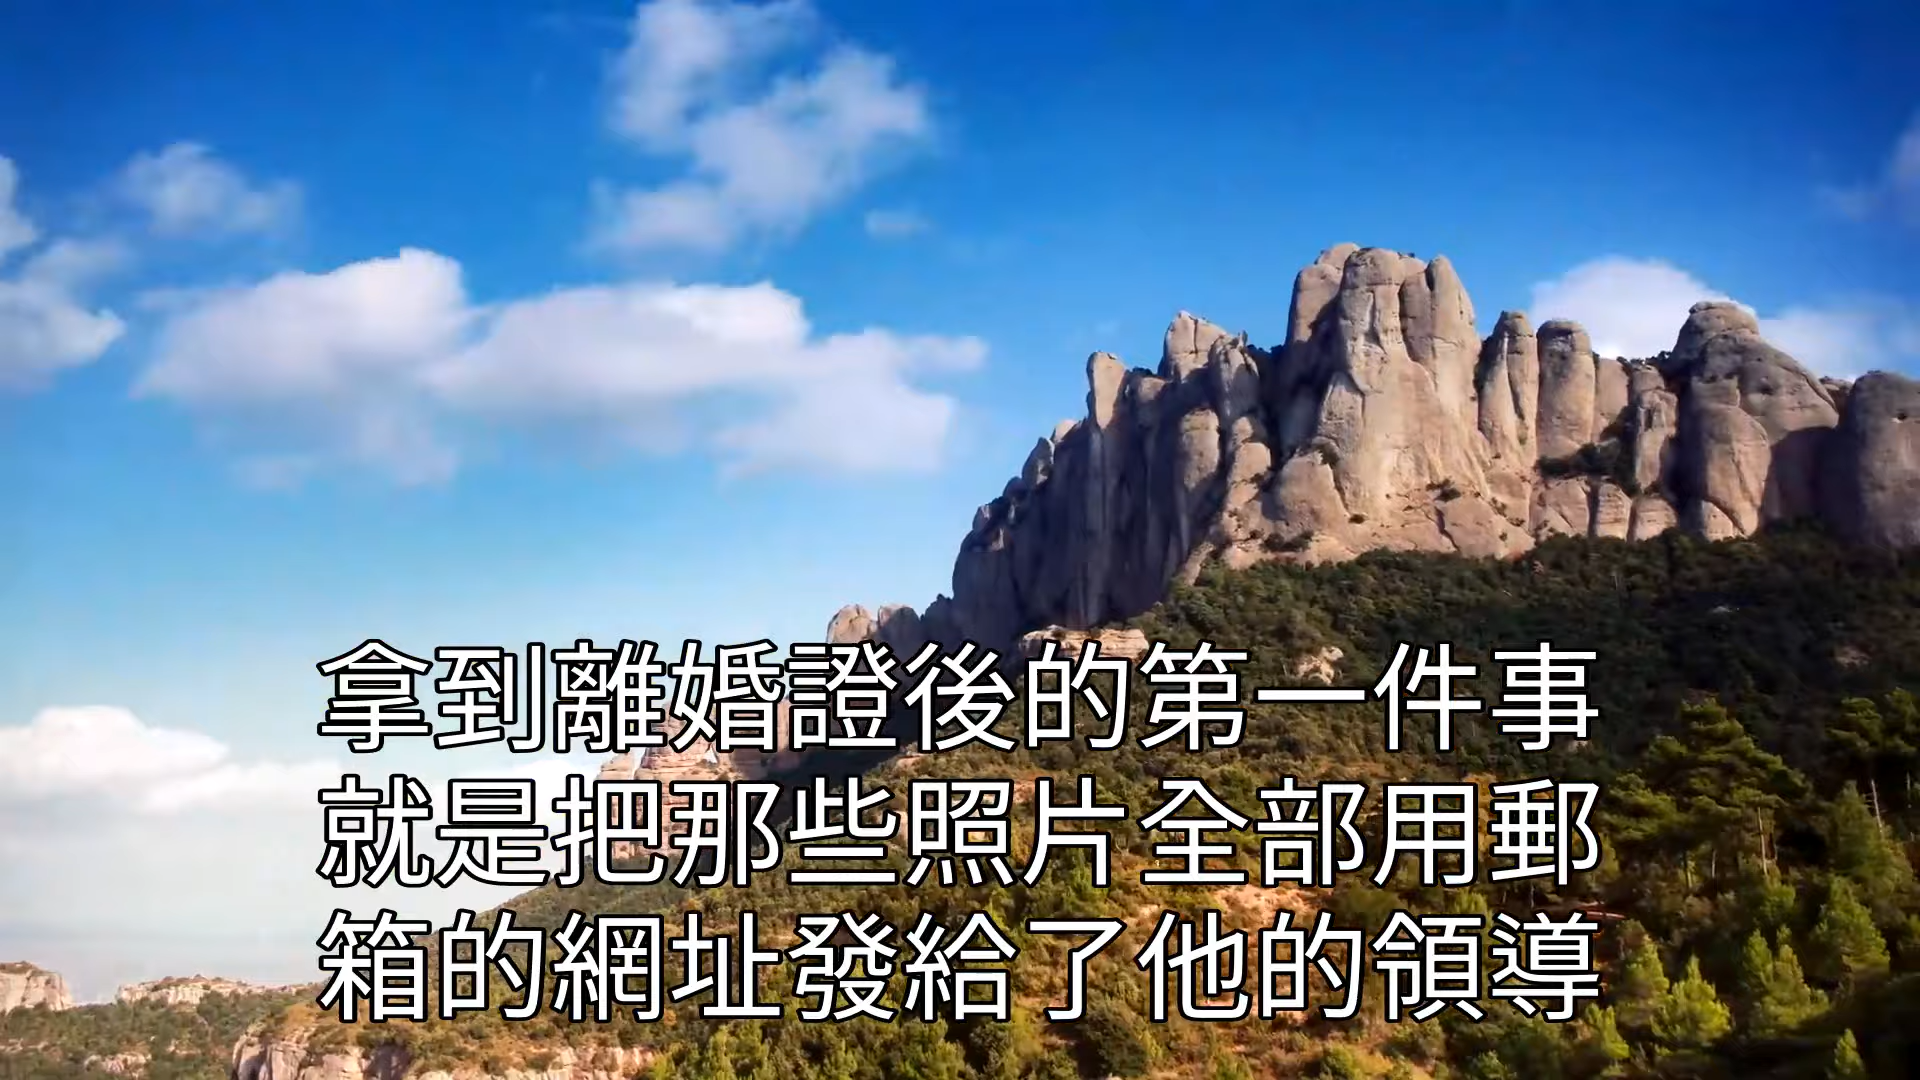 拿到離婚證後的第一件事
就是把那些照片全部用郵
箱的網址發給了他的領導